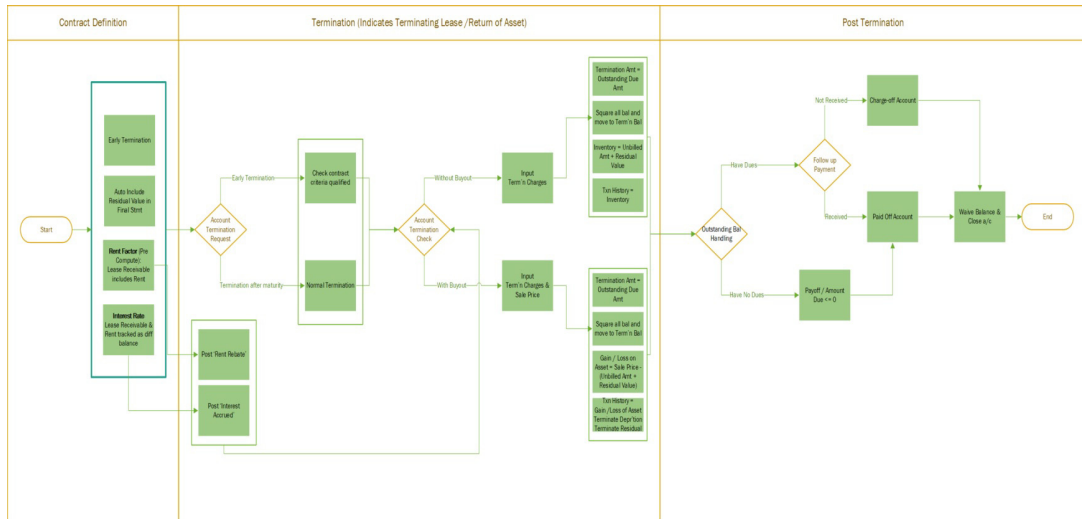 Contract Definition
Termination (Indicates Terminating Lease /Return of Asset)
Post Termination
Start
Early Termination
Auto Include
Residual Value in
Final Stmt
Rent Factor (Pre
Compute):
Lease Receivable
includes Rent
Interest Rate
Lease Receivable &
Rent tracked as diff
balance
Account
Termination
Request
Early Termination
Termination after maturity
Check contract
criteria qualified
Normal Termination
Post 'Rent Rebate'
Post 'Interest
Accrued'
Account
Termination
Check
Without Buyout
With Buyout
Input
Term'n Charges
Input
Term'n Charges &
Sale Price
Termination Amt =
Outstanding Due
Amt
Square all bal and
move to Term'n Bal
Inventory = Unbilled
Amt + Residual
Value
Txn History =
Inventory
Termination Amt =
Outstanding Due
Amt
Square all bal and
move to Term'n Bal
Gain / Loss on
Asset = Sale Price -
(Unbilled Amt +
Residual Value)
Txn History =
Gain /Loss of Asset
Terminate Depr'tion
Terminate Residual
Outstanding Bal
Handling
Have Dues
Have No Dues
Follow up
Payment
Not Received
Received
Charge-off Account
Paid Off Account
Payoff / Amount
Due <= 0
Waive Balance &
Close a/c
End